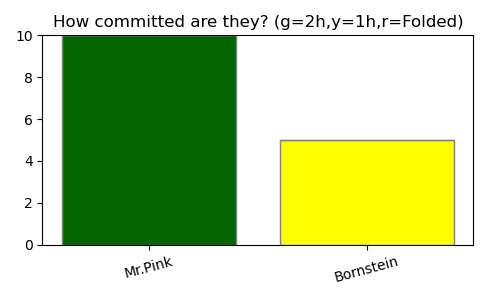 How committed are they? (g=2h,y=1h,r=Folded)
10
8
6
4
2
0
Mr.Pink
Bornstein